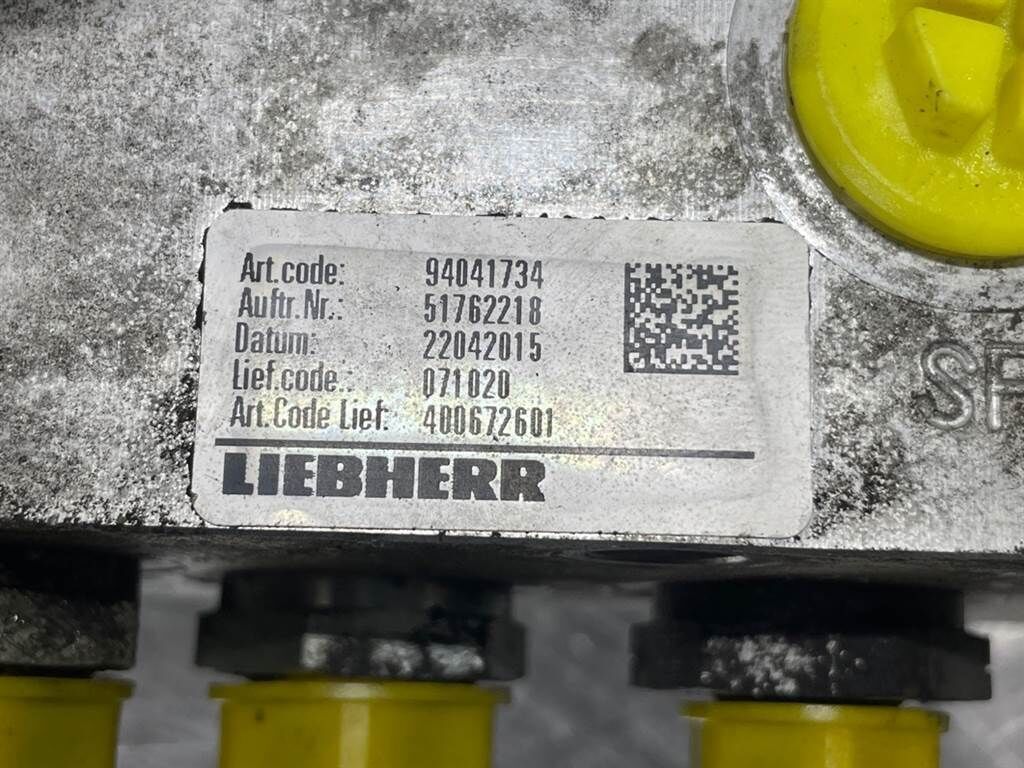 Art.code: 94041734
Auftr.Nr.: 51762218
Datum: 22042015
Lief.code.: 071020
Art.Code Lief: 400672601
LIEBHERR